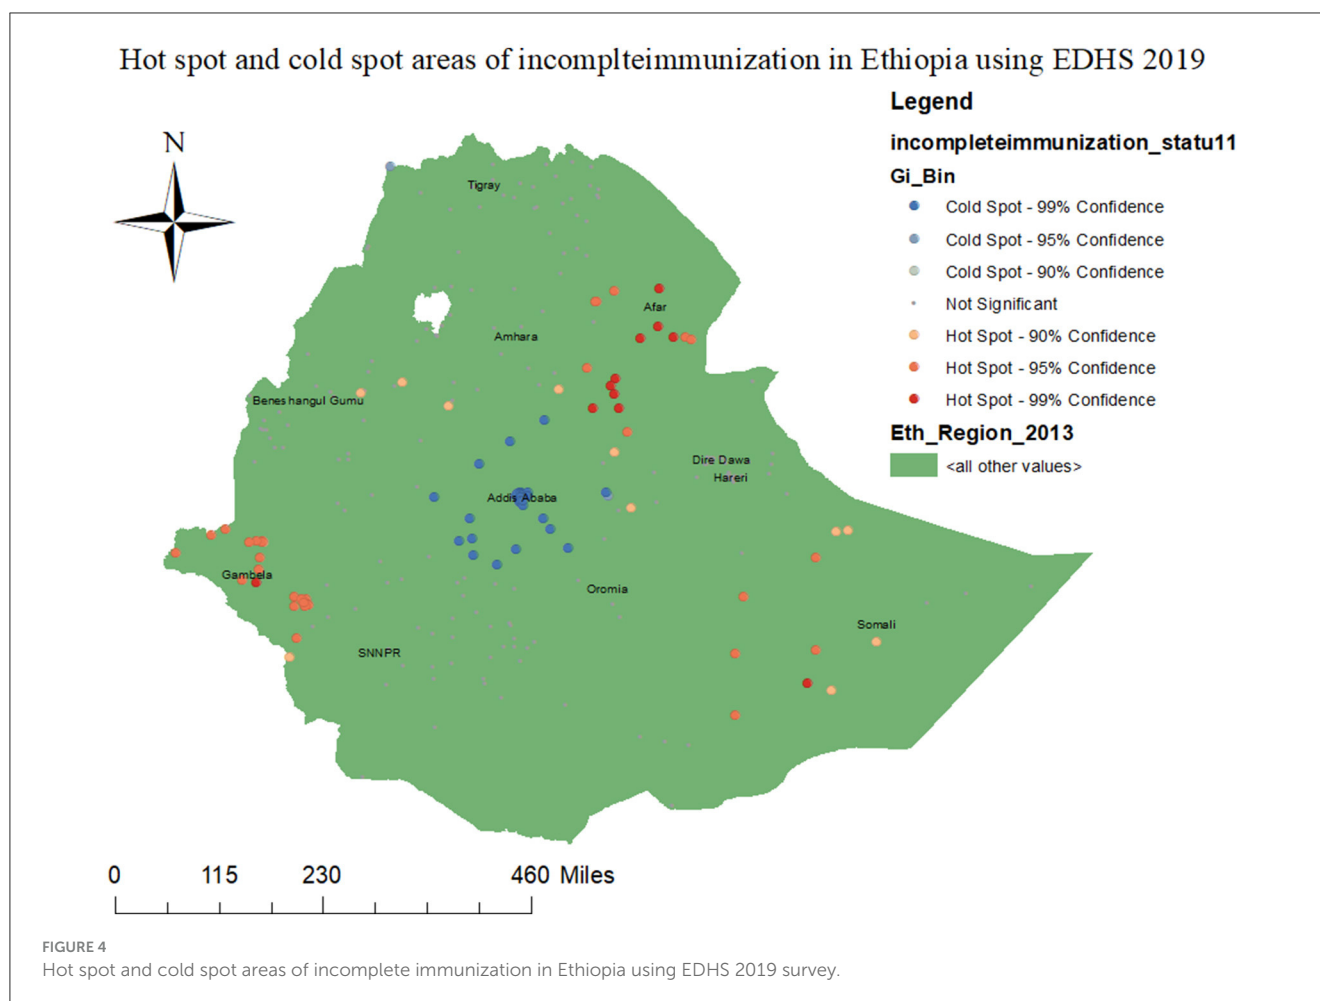 Hot spot and cold spot areas of incomplteimmunization in Ethiopia using EDHS 2019
Legend
incompleteimmunization_statu11
Gi_Bin
Cold Spot - 99% Confidence
Cold Spot - 95% Confidence
Cold Spot - 90% Confidence
Not Significant
Hot Spot - 90% Confidence
Hot Spot - 95% Confidence
Hot Spot - 99% Confidence
Eth_Region_2013
<all other values>
N
Tigray
Afar
Amhara
Beneshangul Gumu
Dire Dawa
Hareri
Addis Ababa
Gambela
Oromia
Somali
SNNPR
0 115 230 460 Miles
FIGURE 4
Hot spot and cold spot areas of incomplete immunization in Ethiopia using EDHS 2019 survey.